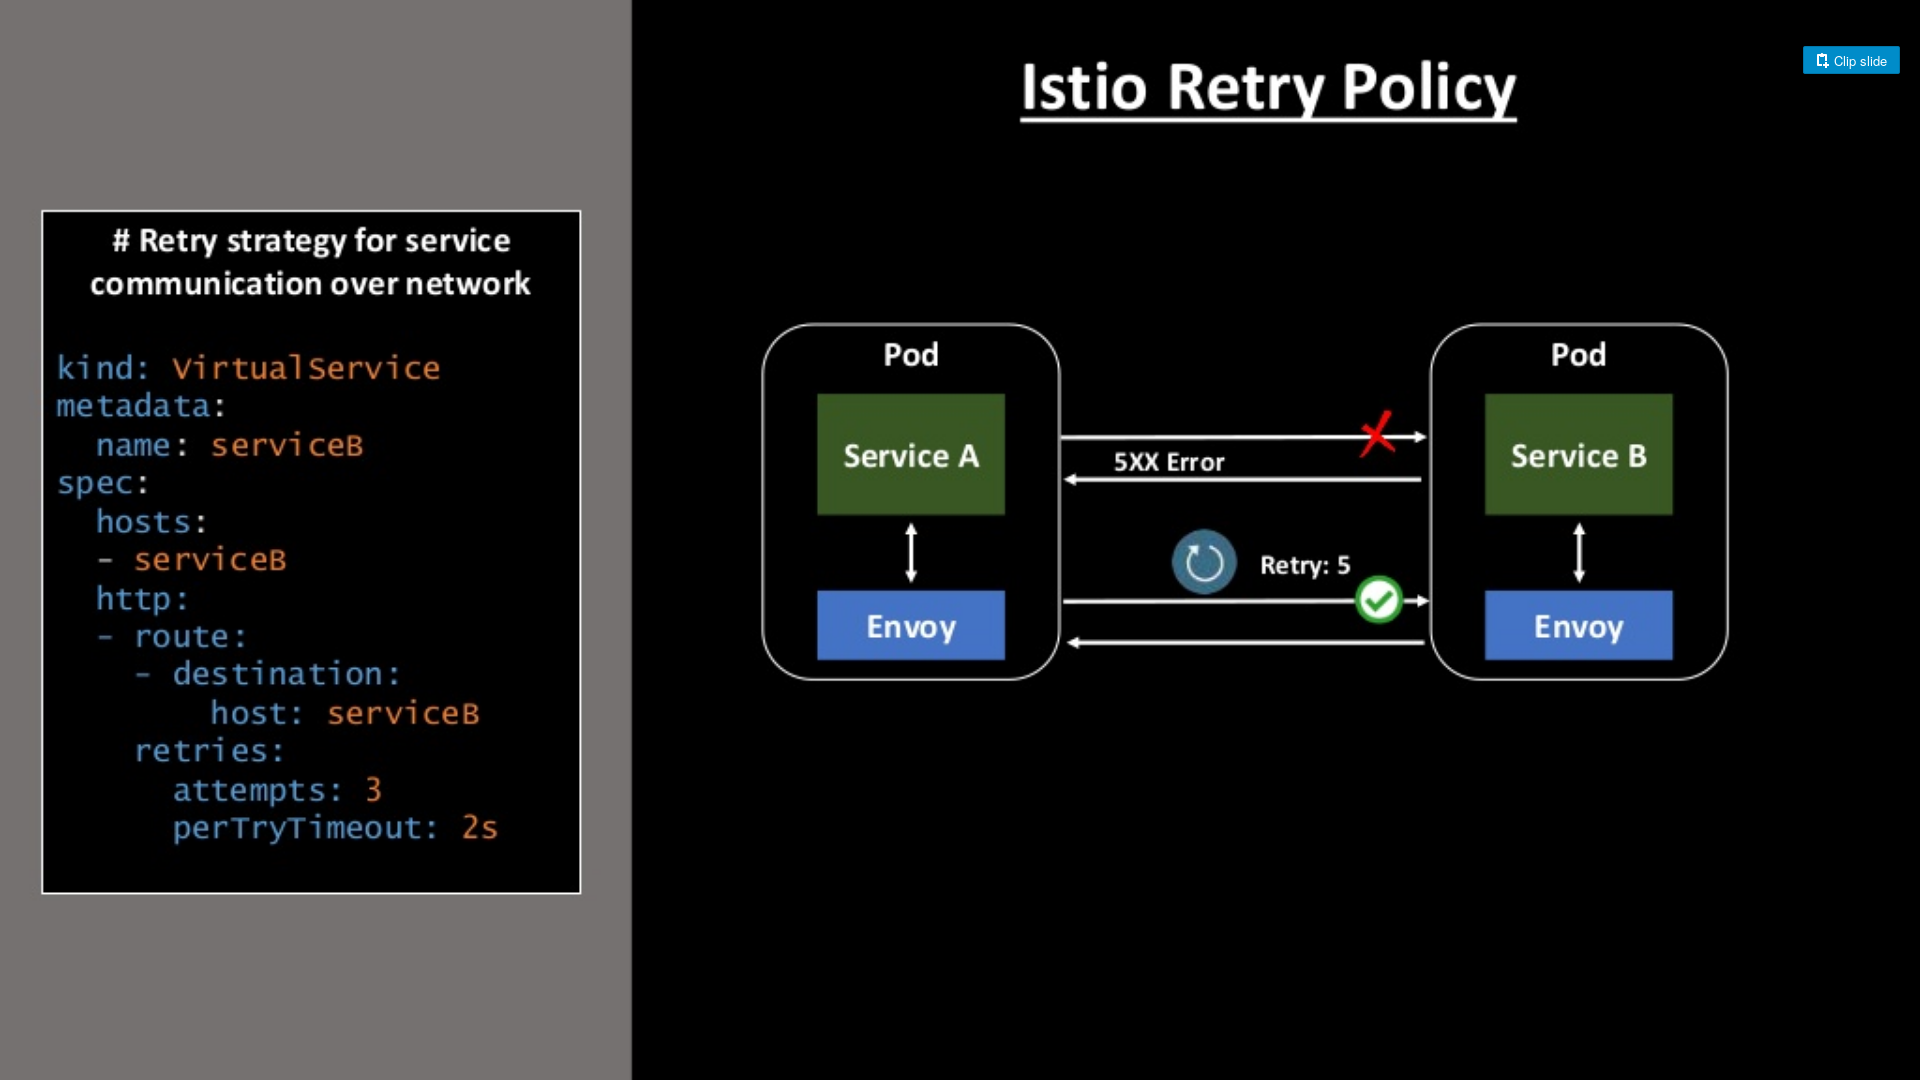 Clip slide
Istio Retry Policy
# Retry strategy for service
communication over network
kind: VirtualService
metadata:
  name: serviceB
spec:
  hosts:
  - serviceB
  http:
  - route:
    - destination:
        host: serviceB
    retries:
      attempts: 3
      perTryTimeout: 2s
Pod
Service A
Envoy
5XX Error
Retry: 5
Pod
Service B
Envoy